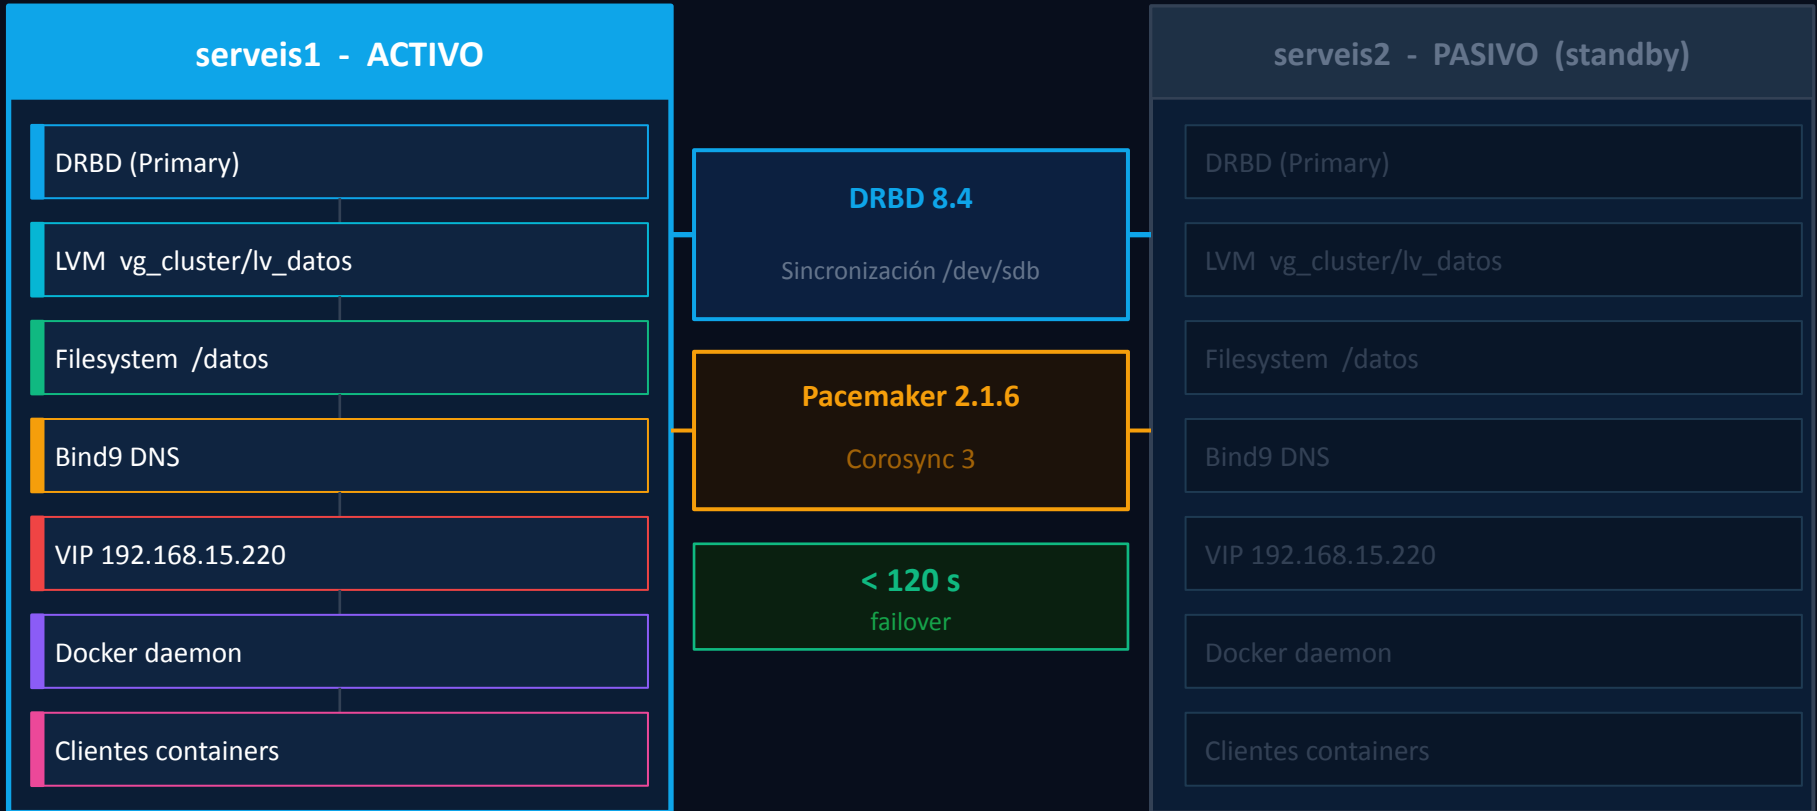 serveis1 - ACTIVO
DRBD (Primary)
LVM vg_cluster/lv_datos
Filesystem /datos
Bind9 DNS
VIP 192.168.15.220
Docker daemon
Clientes containers
DRBD 8.4
Sincronización /dev/sdb
Pacemaker 2.1.6
Corosync 3
< 120 s
failover
serveis2 - PASIVO (standby)
DRBD (Primary)
LVM vg_cluster/lv_datos
Filesystem /datos
Bind9 DNS
VIP 192.168.15.220
Docker daemon
Clientes containers